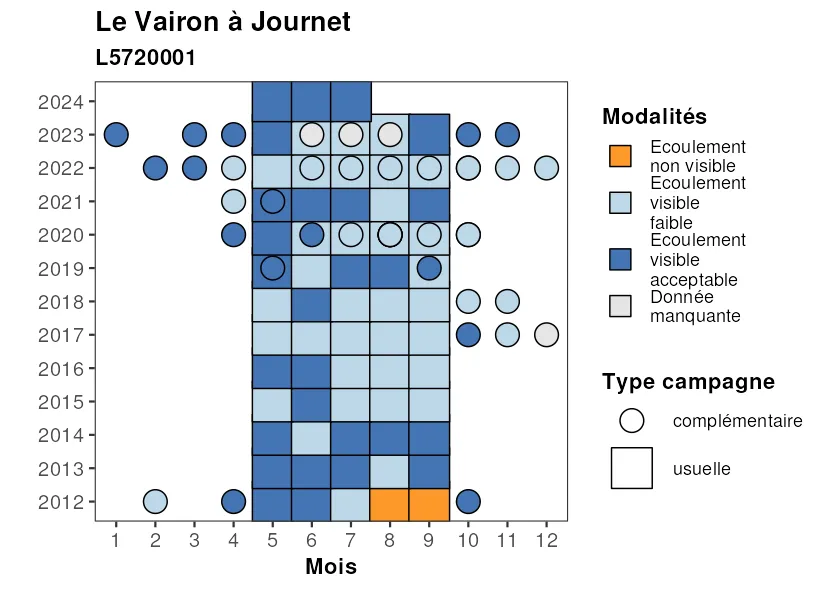 Le Vairon à Journet
L5720001
2024
2023
2022
2021
2020
2019
2018
2017
2016
2015
2014
2013
2012
1 2 3 4 5 6 7 8 9 10 11 12
Mois
Modalités
Ecoulement
non visible
Ecoulement
visible
faible
Ecoulement
visible
acceptable
Donnée
manquante
Type campagne
complémentaire
usuelle